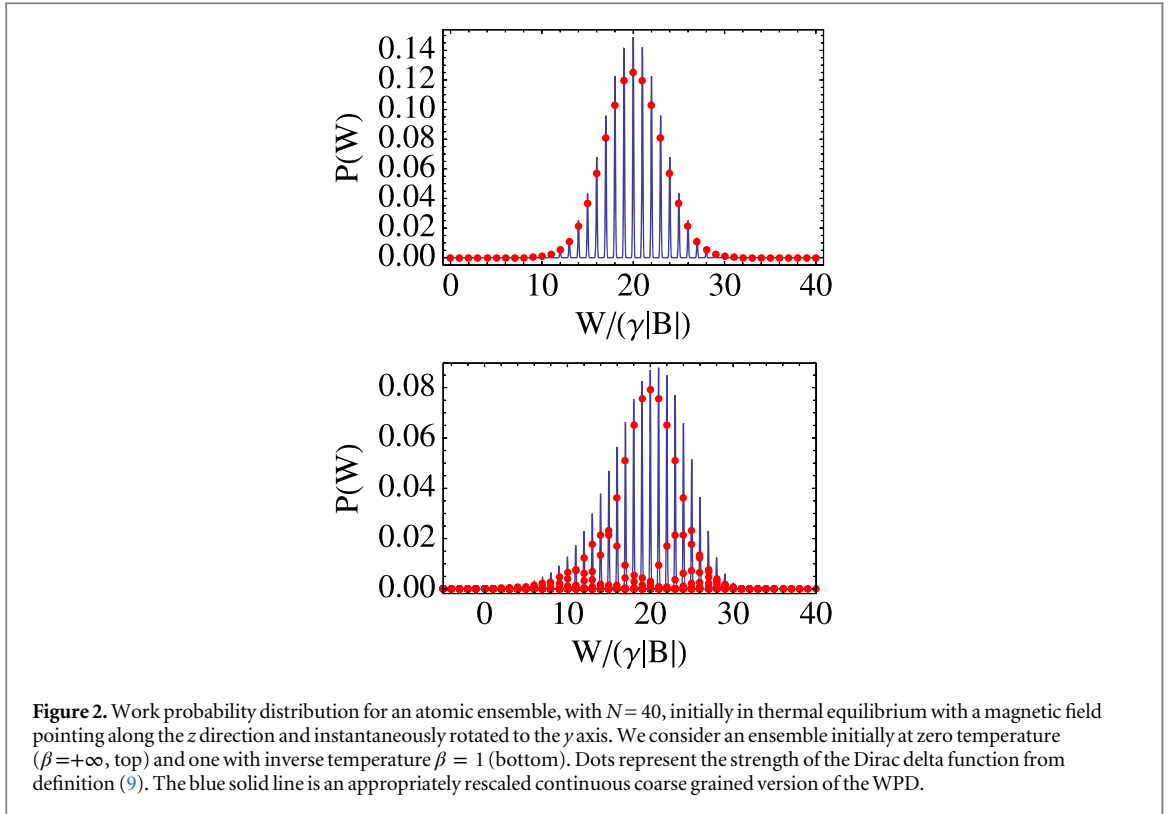 0.14
0.12
0.10
0.08
0.06
0.04
0.02
0.00
P(W)
0 10 20 30 40
W/(γ|B|)
0.08
0.06
0.04
0.02
0.00
P(W)
0 10 20 30 40
W/(γ|B|)
Figure 2. Work probability distribution for an atomic ensemble, with N = 40, initially in thermal equilibrium with a magnetic field
pointing along the z direction and instantaneously rotated to the y axis. We consider an ensemble initially at zero temperature
(β=+∞, top) and one with inverse temperature β = 1 (bottom). Dots represent the strength of the Dirac delta function from
definition (9). The blue solid line is an appropriately rescaled continuous coarse grained version of the WPD.